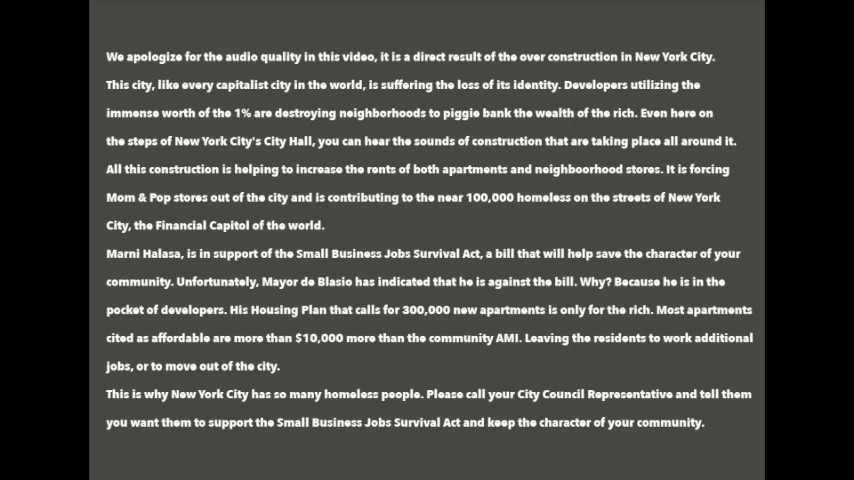 We apologize for the audio quality in this video, it is a direct result of the over construction in New York City.
This city, like every capitalist city in the world, is suffering the loss of its identity. Developers utilizing the
immense worth of the 1% are destroying neighborhoods to piggie bank the wealth of the rich. Even here on
the steps of New York City's City Hall, you can hear the sounds of construction that are taking place all around it.
All this construction is helping to increase the rents of both apartments and neighboorhood stores. It is forcing
Mom & Pop stores out of the city and is contributing to the near 100,000 homeless on the streets of New York
City, the Financial Capitol of the world.
Marni Halasa, is in support of the Small Business Jobs Survival Act, a bill that will help save the character of your
community. Unfortunately, Mayor de Blasio has indicated that he is against the bill. Why? Because he is in the
pocket of developers. His Housing Plan that calls for 300,000 new apartments is only for the rich. Most apartments
cited as affordable are more than $10,000 more than the community AMI. Leaving the residents to work additional
jobs, or to move out of the city.
This is why New York City has so many homeless people. Please call your City Council Representative and tell them
you want them to support the Small Business Jobs Survival Act and keep the character of your community.